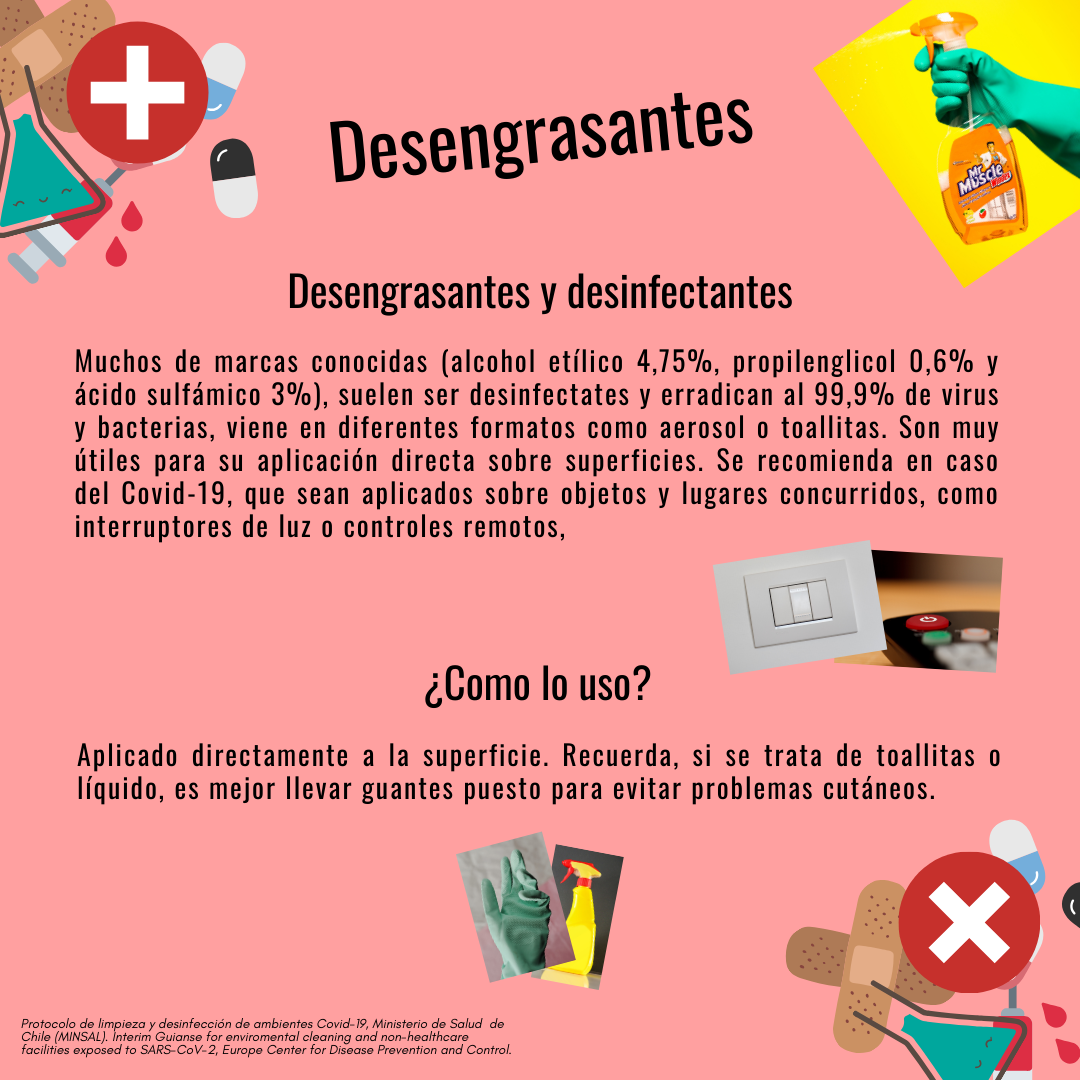 Desengrasantes
Mr
Muscle
Desengrasantes y desinfectantes
Muchos de marcas conocidas (alcohol etílico 4,75%, propilenglicol 0,6% y
ácido sulfámico 3%), suelen ser desinfectates y erradican al 99,9% de virus
y bacterias, viene en diferentes formatos como aerosol o toallitas. Son muy
útiles para su aplicación directa sobre superficies. Se recomienda en caso
del Covid-19, que sean aplicados sobre objetos y lugares concurridos, como
interruptores de luz o controles remotos,
¿Como lo uso?
Aplicado directamente a la superficie. Recuerda, si se trata de toallitas o
líquido, es mejor llevar guantes puesto para evitar problemas cutáneos.
Protocolo de limpieza y desinfección de ambientes Covid-19, Ministerio de Salud de
Chile (MINSAL). Interim Guianse for enviromental cleaning and non-healthcare
facilities exposed to SARS-CoV-2, Europe Center for Disease Prevention and Control.